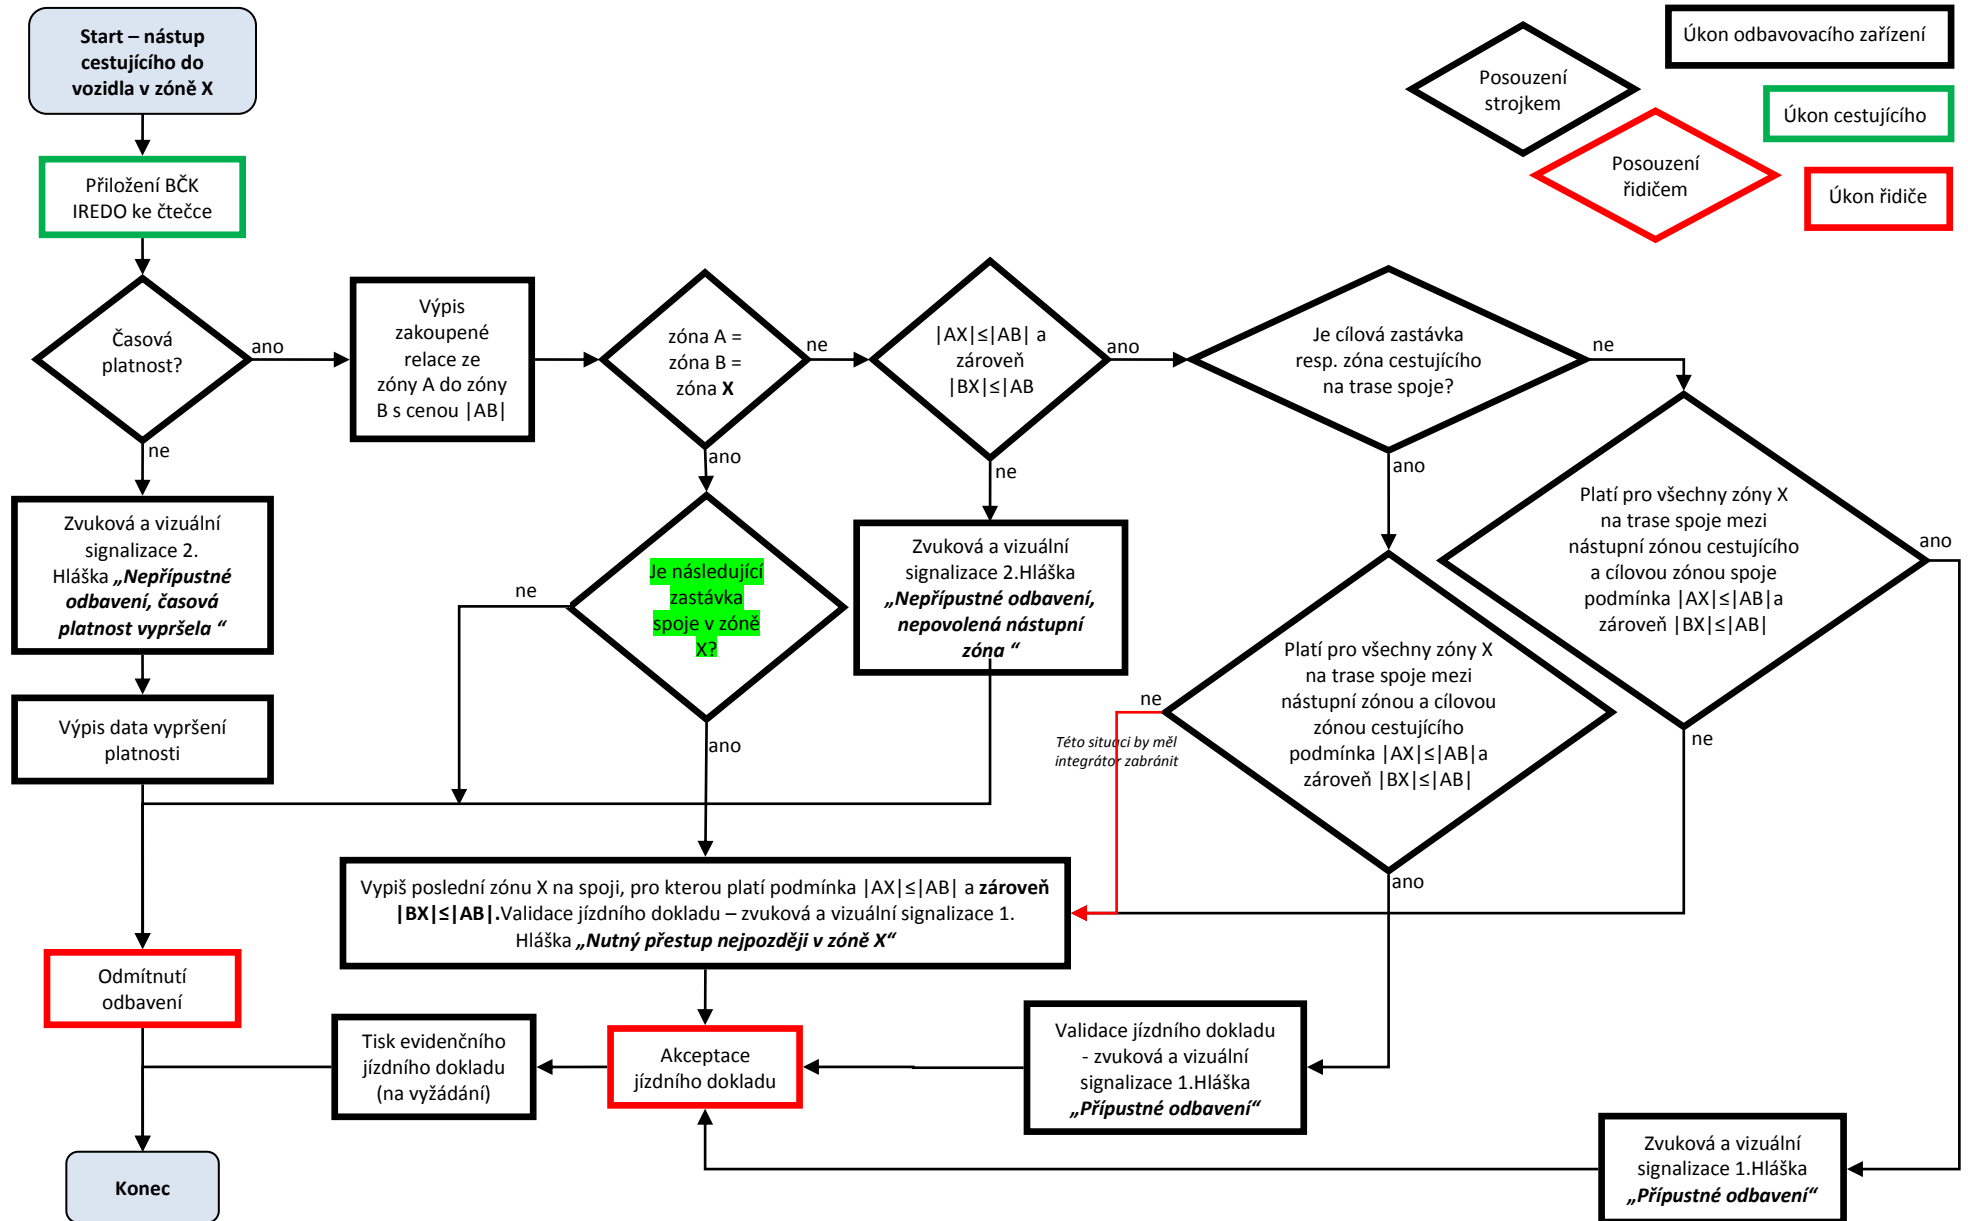 Start – nástup
cestujícího do
vozidla v zóně X
Úkon odbavovacího zařízení
Posouzení
strojkem
Úkon cestujícího
Posouzení
řidičem
Úkon řidiče
Přiložení BČK
IREDO ke čtečce
Časová
platnost?
ano
ne
Výpis
zakoupené
relace ze
zóny A do zóny
B s cenou |AB|
zóna A =
zóna B =
zóna X
ne
ano
|AX|≤|AB| a
zároveň
|BX|≤|AB
ano
ne
Je cílová zastávka
resp. zóna cestujícího
na trase spoje?
ne
ano
Platí pro všechny zóny X
na trase spoje mezi
nástupní zónou cestujícího
a cílovou zónou spoje
podmínka |AX|≤|AB|a
zároveň |BX|≤|AB|
ano
ne
Zvuková a vizuální
signalizace 2.
Hláška „Nepřípustné
odbavení, časová
platnost vypršela “
Je následující
zastávka
spoje v zóně
X?
ne
ano
Zvuková a vizuální
signalizace 2.Hláška
„Nepřípustné odbavení,
nepovolená nástupní
zóna “
Platí pro všechny zóny X
na trase spoje mezi
nástupní zónou a cílovou
zónou cestujícího
podmínka |AX|≤|AB|a
zároveň |BX|≤|AB|
ne
ano
Této situaci by měl
integrátor zabránit
Výpis data vypršení
platnosti
Vypiš poslední zónu X na spoji, pro kterou platí podmínka |AX|≤|AB| a zároveň
|BX|≤|AB|.Validace jízdního dokladu – zvuková a vizuální signalizace 1.
Hláška „Nutný přestup nejpozději v zóně X“
Odmítnutí
odbavení
Tisk evidenčního
jízdního dokladu
(na vyžádání)
Akceptace
jízdního dokladu
Validace jízdního dokladu
- zvuková a vizuální
signalizace 1.Hláška
„Přípustné odbavení“
Zvuková a vizuální
signalizace 1.Hláška
„Přípustné odbavení“
Konec